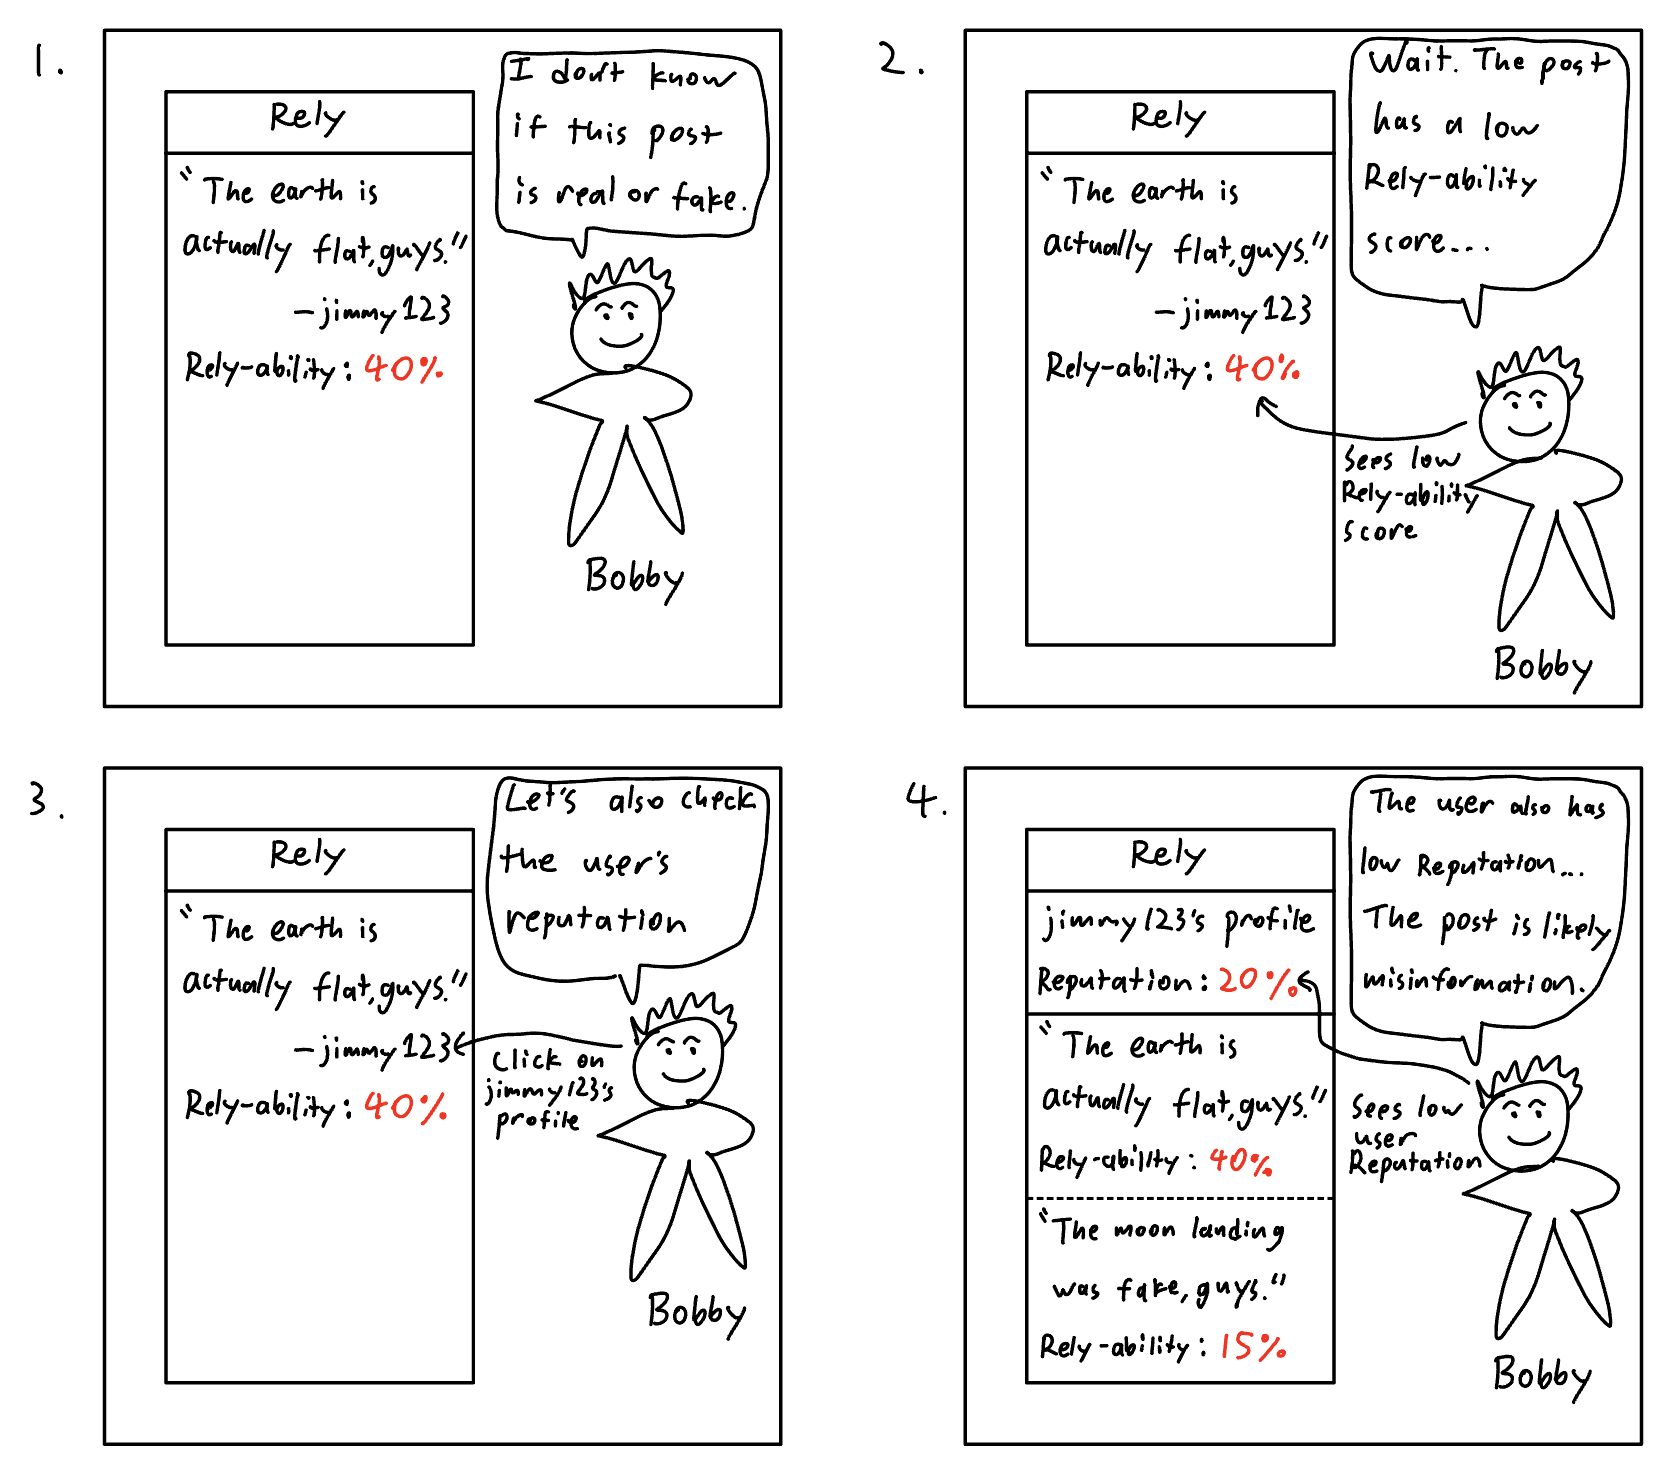 1.
Rely
"The earth is
actually flat, guys."
-jimmy123
Rely-ability: 40%
I don't know
if this post
is real or fake.
Bobby
2.
Rely
"The earth is
actually flat, guys."
-jimmy123
Rely-ability: 40%
Wait. The post
has a low
Rely-ability
score...
Sees low
Rely-ability
score
Bobby
3.
Rely
"The earth is
actually flat, guys."
-jimmy123
Rely-ability: 40%
Let's also check
the user's
reputation
Click on
jimmy123's
profile
Bobby
4.
Rely
jimmy123's profile
Reputation: 20%
"The earth is
actually flat, guys."
Rely-ability: 40%
"The moon landing
was fake, guys."
Rely-ability: 15%
The user also has
low Reputation...
The post is likely
misinformation.
Sees low
user
Reputation
Bobby